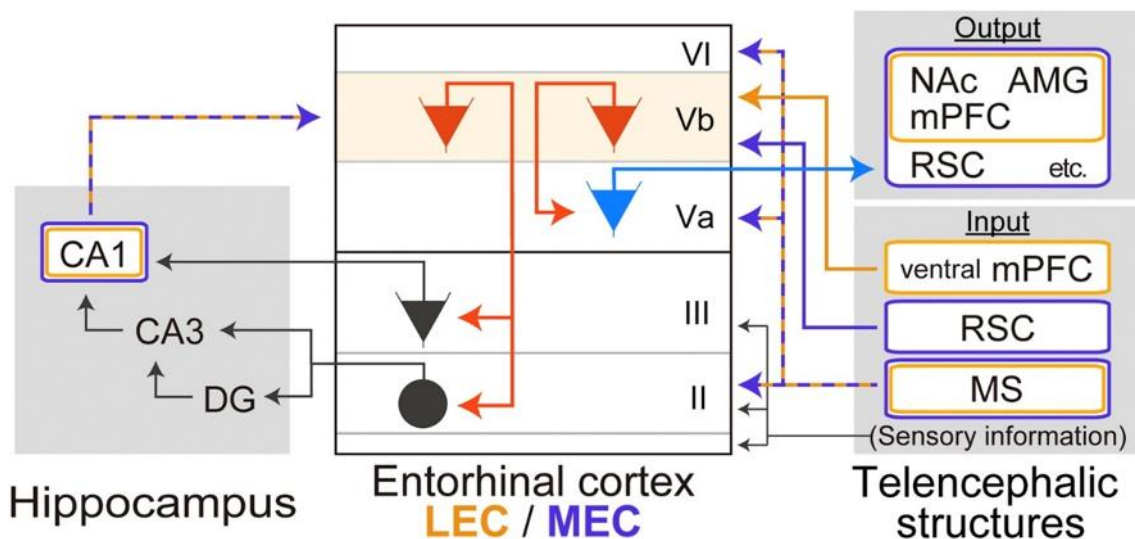 CA1
CA3
DG
Hippocampus
VI
Vb
Va
III
II
Entorhinal cortex
LEC / MEC
Output
NAc AMG
mPFC
RSC etc.
Input
ventral mPFC
RSC
MS
(Sensory information)
Telencephalic
structures